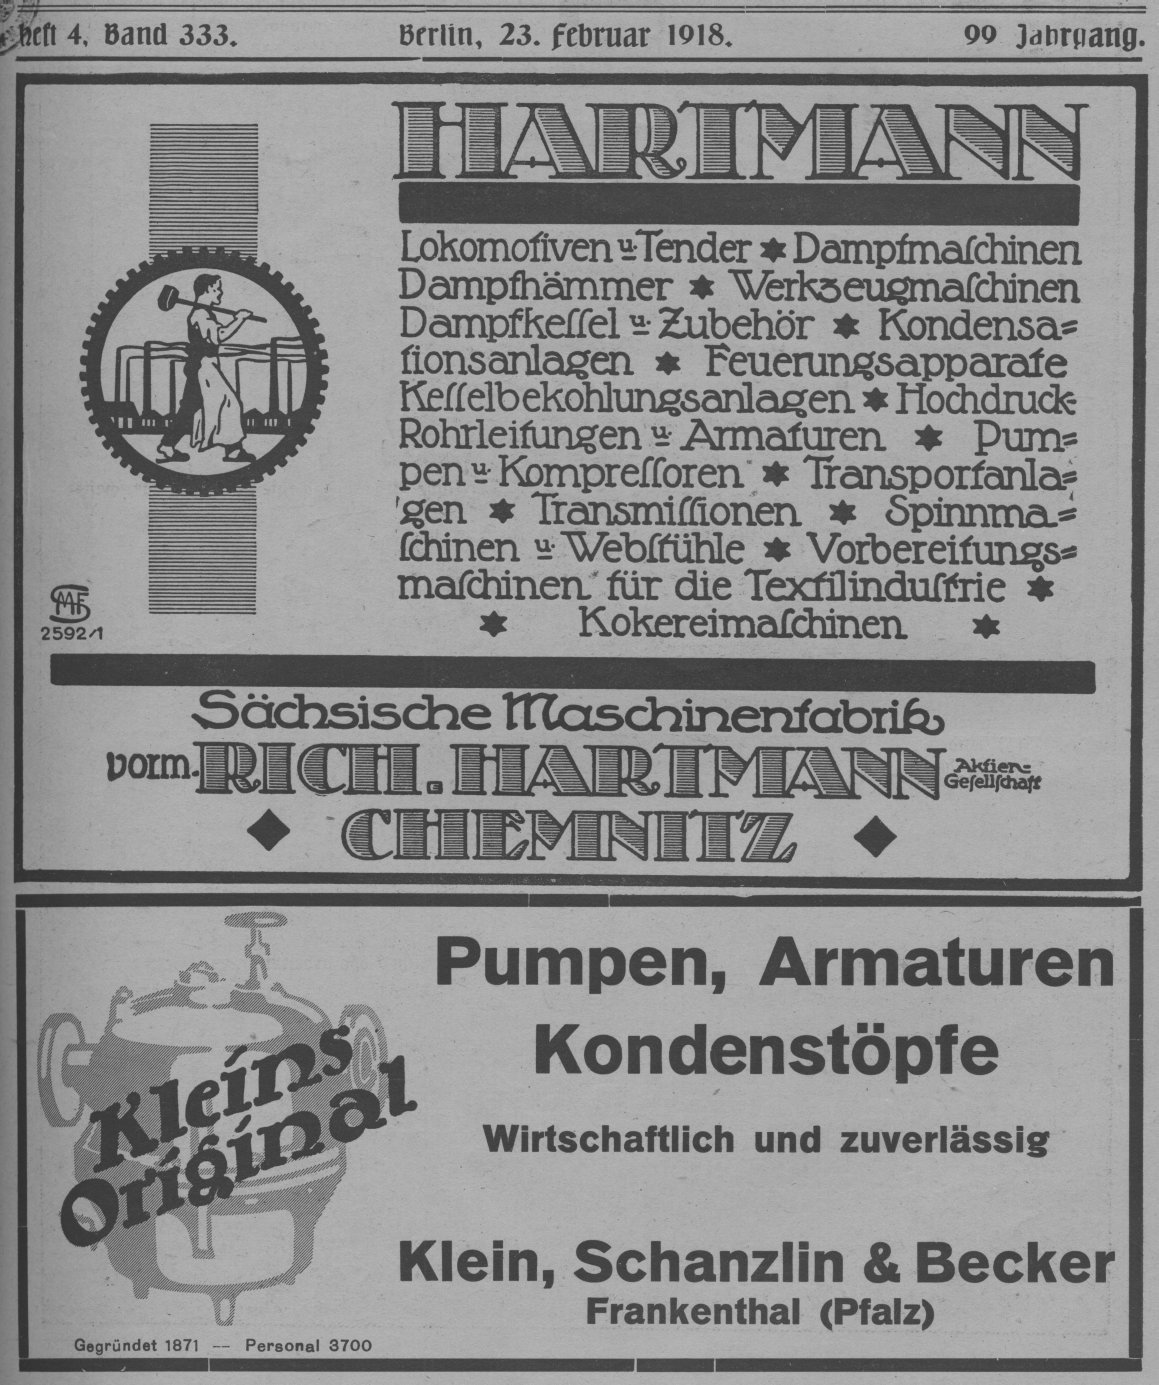 Heft 4, Band 333.
Berlin, 23. Februar 1918.
99 Jahrgang.
HARTMANN
Lokomotiven u. Tender ✶ Dampfmaſchinen
Dampfhämmer ✶ Werkzeugmaſchinen
Dampfkeſſel u. Zubehör ✶ Kondensa=
tionsanlagen ✶ Feuerungsapparate
Keſſelbekohlungsanlagen ✶ Hochdruck=
Rohrleitungen u. Armaturen ✶ Pum=
pen u. Kompreſſoren ✶ Transportanla=
gen ✶ Transmiſſionen ✶ Spinnma=
ſchinen u. Webſtühle ✶ Vorbereitungs=
maſchinen für die Textilinduſtrie ✶
✶ Kokereimaſchinen ✶
2592/1
Sächsische Maschinenfabrik
vorm. RICH. HARTMANN Aktien-
Geſellſchaft
CHEMNITZ
Kleins
Original
Pumpen, Armaturen
Kondenstöpfe
Wirtschaftlich und zuverlässig
Klein, Schanzlin & Becker
Frankenthal (Pfalz)
Gegründet 1871 — Personal 3700